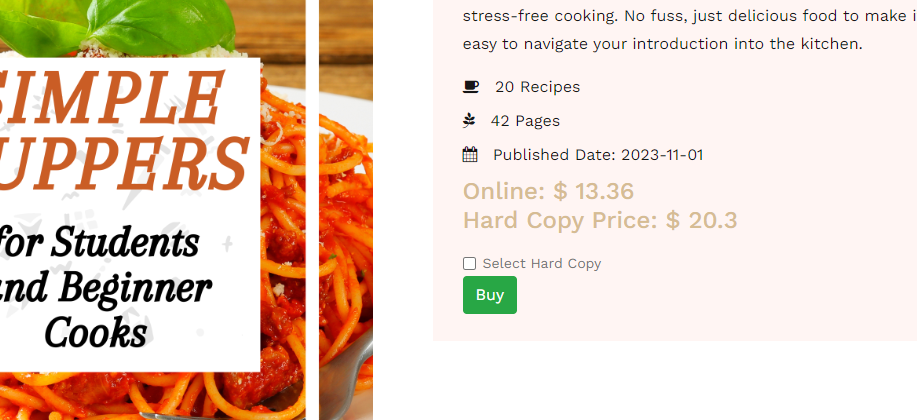 SIMPLE
UPPERS
for Students
and Beginner
Cooks
stress-free cooking. No fuss, just delicious food to make
easy to navigate your introduction into the kitchen.
20 Recipes
42 Pages
Published Date: 2023-11-01
Online: $ 13.36
Hard Copy Price: $ 20.3
Select Hard Copy
Buy